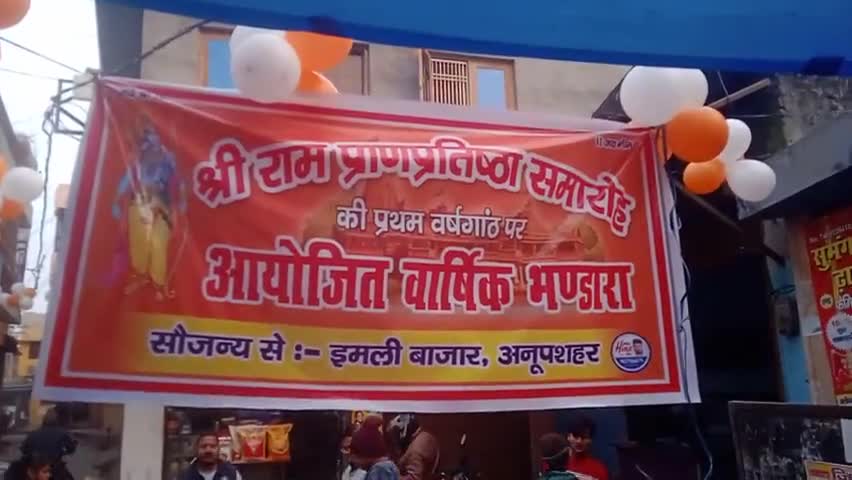 श्री राम प्राणप्रतिष्ठा समारोह
की प्रथम वर्षगांठ पर
आयोजित वार्षिक भण्डारा
सौजन्य से :- इमली बाजार, अनूपशहर